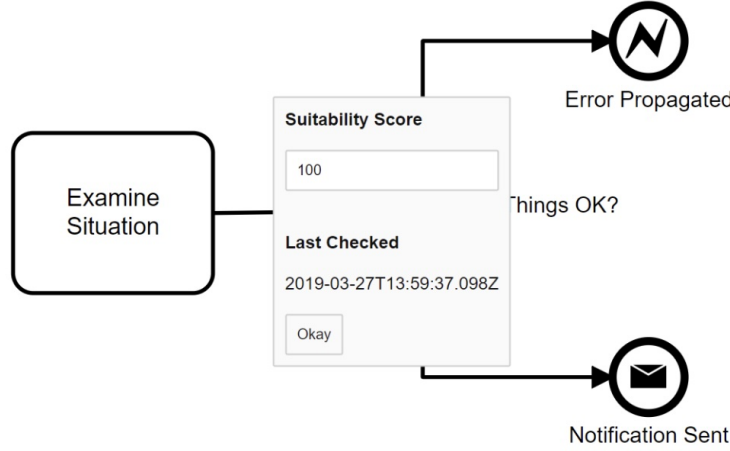 Error Propagated
Suitability Score
100
Examine
Situation
Things OK?
Last Checked
2019-03-27T13:59:37.098Z
Okay
Notification Sent